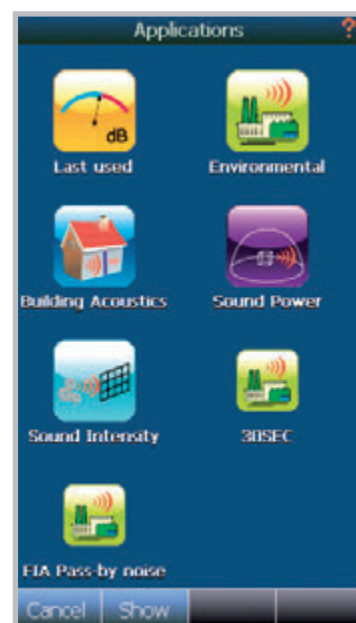 Applications ?
dB
Last used
Environmental
Building Acoustics
Sound Power
Sound Intensity
30SEC
FIA Pass-by noise
Cancel Show